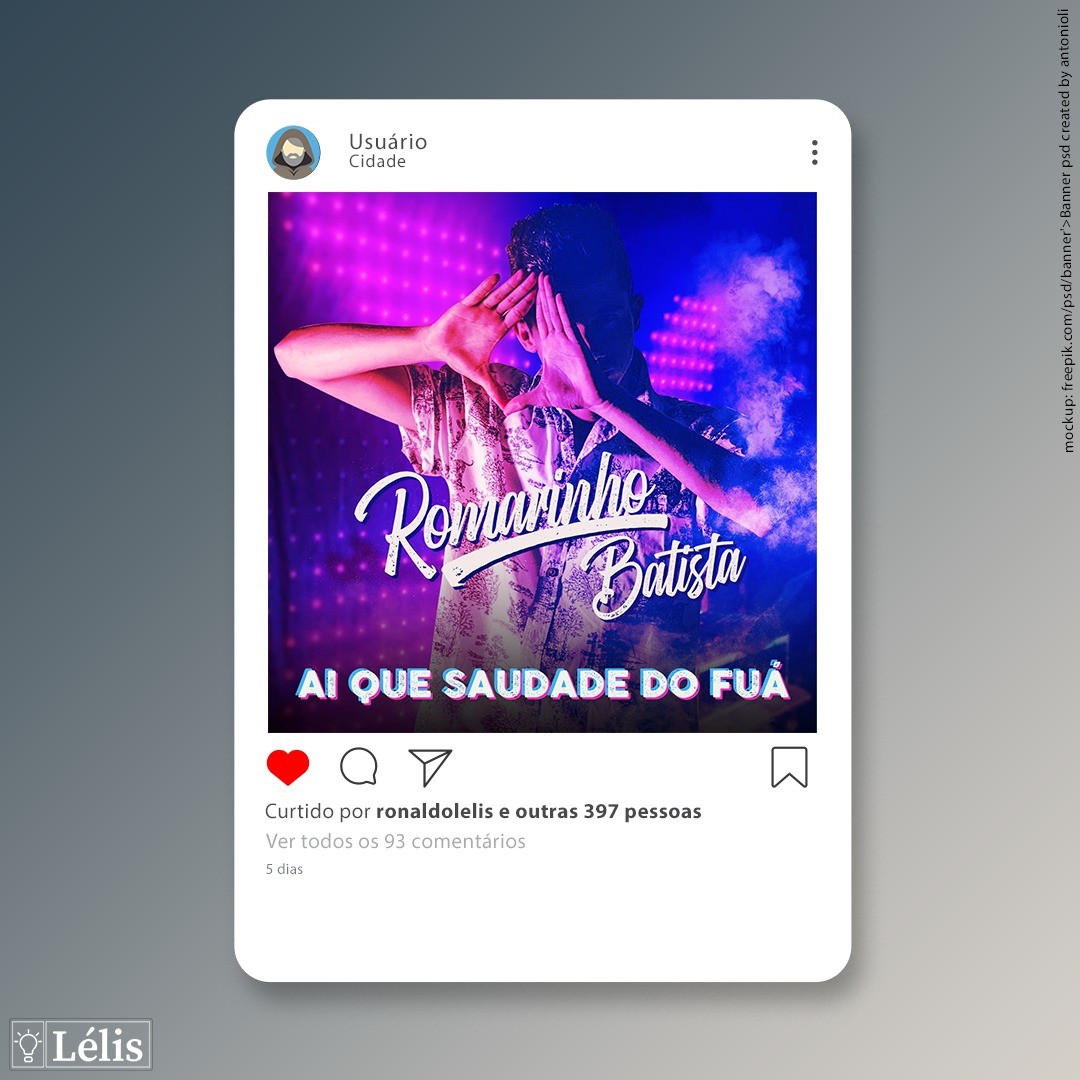 Usuário
Cidade
Romarinho
Batista
AI QUE SAUDADE DO FUÁ
Curtido por ronaldolelis e outras 397 pessoas
Ver todos os 93 comentários
5 dias
Lélis
mockup: freepik.com/psd/banner'>Banner psd created by antonioli